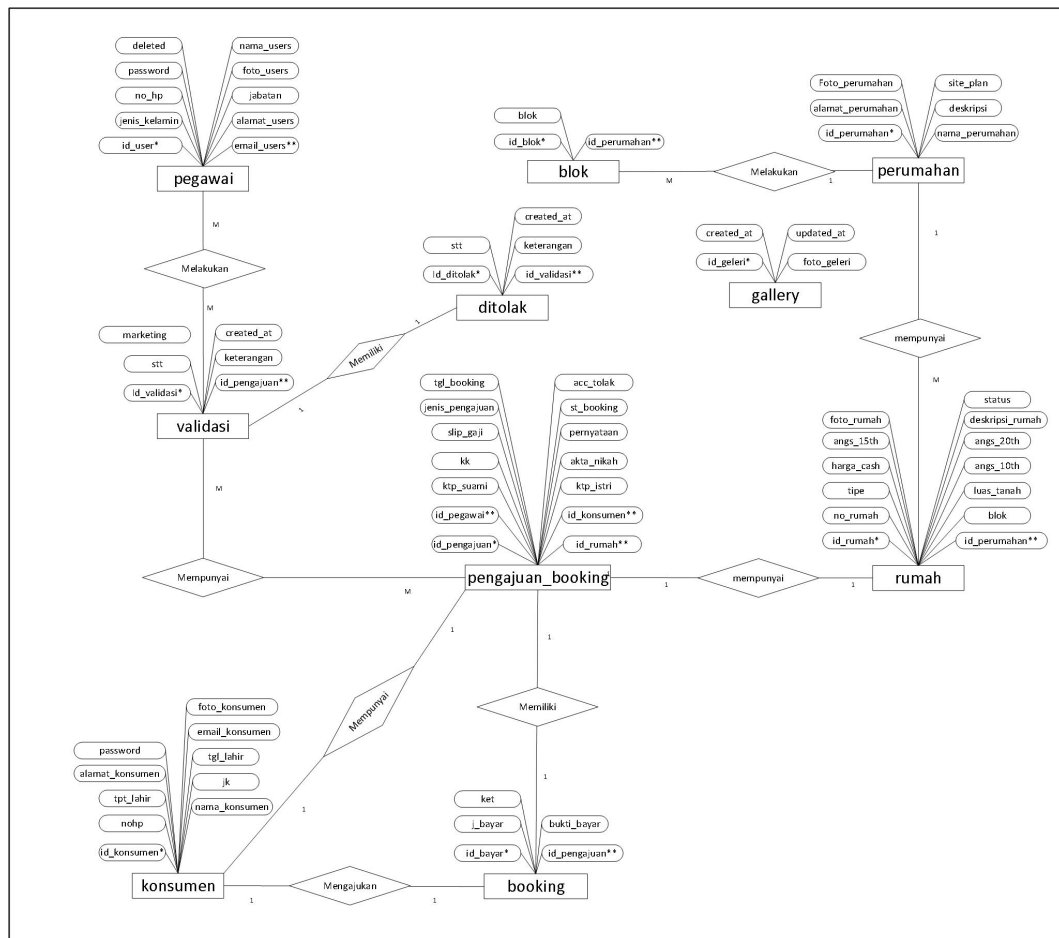 deleted
nama_users
password
foto_users
no_hp
jabatan
jenis_kelamin
alamat_users
id_user*
email_users**
pegawai
M
Melakukan
M
marketing
created_at
stt
keterangan
Id_validasi*
id_pengajuan**
validasi
1
Memiliki
1
created_at
stt
keterangan
Id_ditolak*
id_validasi**
ditolak
blok
id_blok*
id_perumahan**
blok
M
Melakukan
1
Foto_perumahan
site_plan
alamat_perumahan
deskripsi
id_perumahan*
nama_perumahan
perumahan
1
mempunyai
M
created_at
updated_at
id_geleri*
foto_geleri
gallery
status
foto_rumah
deskripsi_rumah
angs_15th
angs_20th
harga_cash
angs_10th
tipe
luas_tanah
no_rumah
blok
id_rumah*
id_perumahan**
rumah
tgl_booking
acc_tolak
jenis_pengajuan
st_booking
slip_gaji
pernyataan
kk
akta_nikah
ktp_suami
ktp_istri
id_pegawai**
id_konsumen**
id_pengajuan*
id_rumah**
pengajuan_booking
1
1
mempunyai
1
M
Mempunyai
M
1
Mempunyai
1
1
Memiliki
1
foto_konsumen
email_konsumen
password
tgl_lahir
alamat_konsumen
jk
tpt_lahir
nama_konsumen
nohp
id_konsumen*
konsumen
1
Mengajukan
1
ket
j_bayar
bukti_bayar
id_bayar*
id_pengajuan**
booking